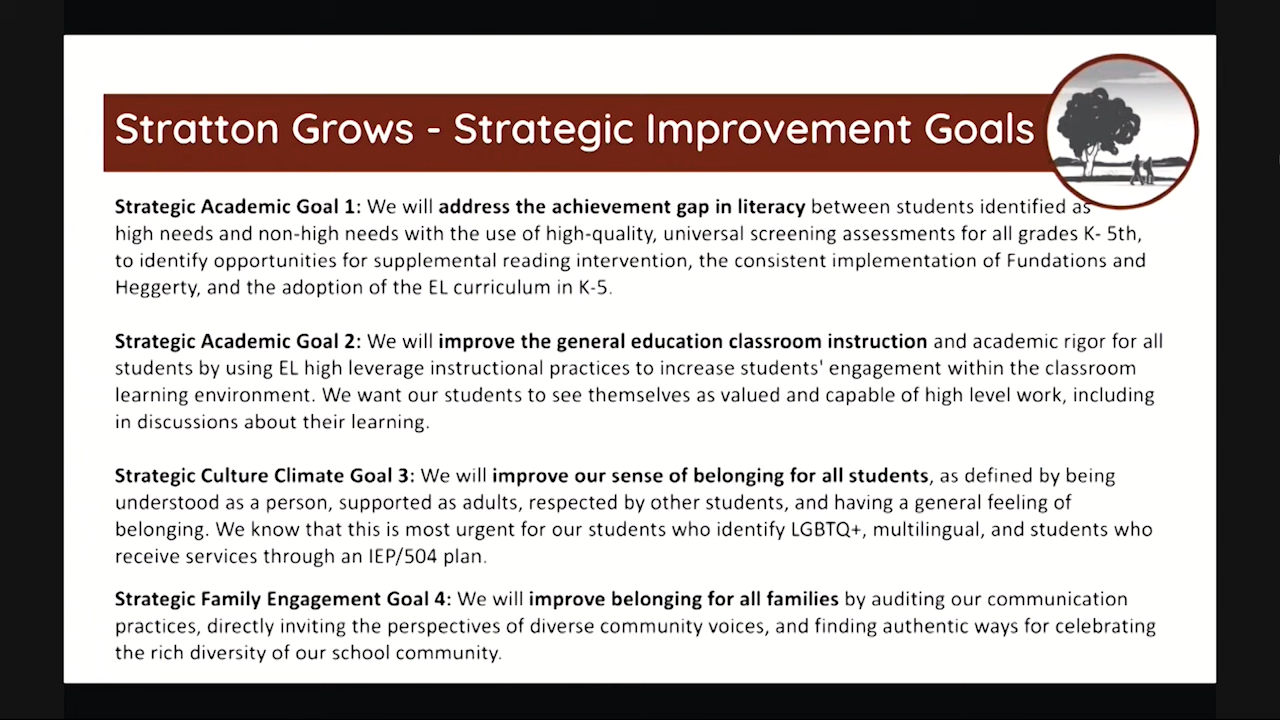 Stratton Grows - Strategic Improvement Goals
Strategic Academic Goal 1: We will address the achievement gap in literacy between students identified as
high needs and non-high needs with the use of high-quality, universal screening assessments for all grades K- 5th,
to identify opportunities for supplemental reading intervention, the consistent implementation of Fundations and
Heggerty, and the adoption of the EL curriculum in K-5.
Strategic Academic Goal 2: We will improve the general education classroom instruction and academic rigor for all
students by using EL high leverage instructional practices to increase students' engagement within the classroom
learning environment. We want our students to see themselves as valued and capable of high level work, including
in discussions about their learning.
Strategic Culture Climate Goal 3: We will improve our sense of belonging for all students, as defined by being
understood as a person, supported as adults, respected by other students, and having a general feeling of
belonging. We know that this is most urgent for our students who identify LGBTQ+, multilingual, and students who
receive services through an IEP/504 plan.
Strategic Family Engagement Goal 4: We will improve belonging for all families by auditing our communication
practices, directly inviting the perspectives of diverse community voices, and finding authentic ways for celebrating
the rich diversity of our school community.